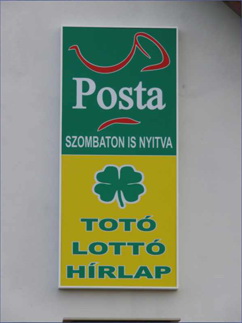 Posta
SZOMBATON IS NYITVA
TOTÓ
LOTTÓ
HÍRLAP